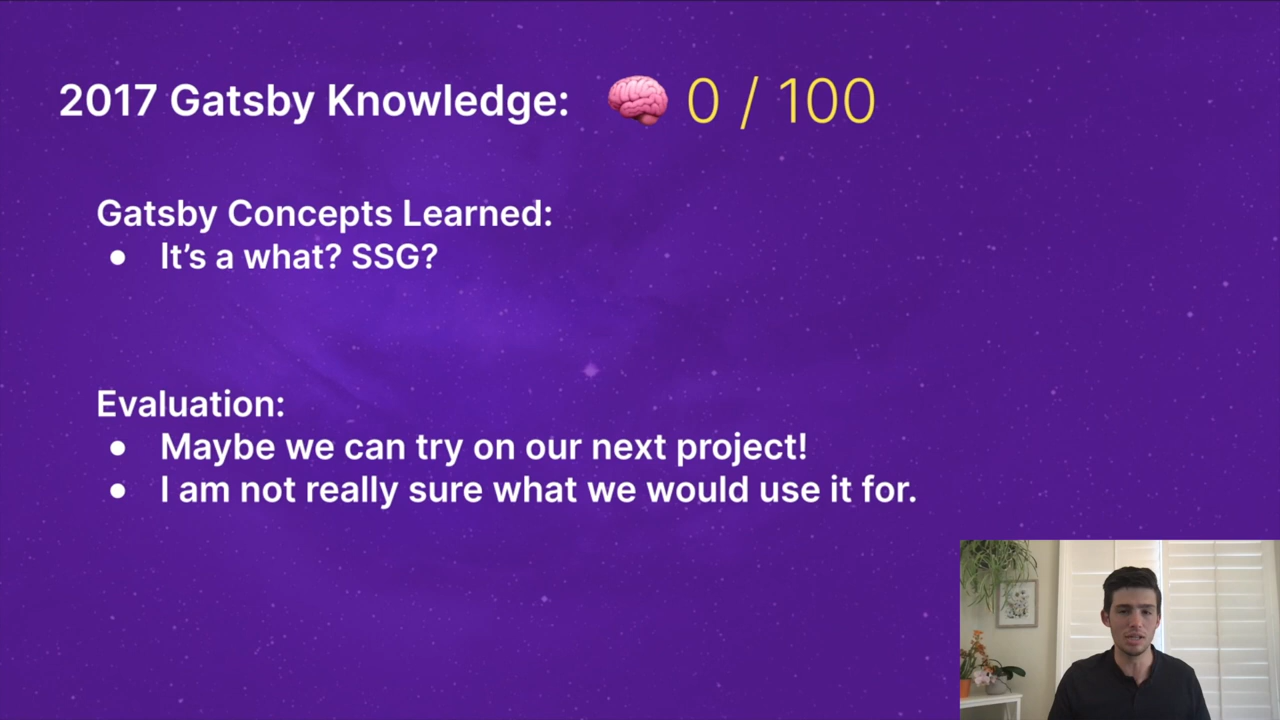 2017 Gatsby Knowledge: 🧠 0 / 100
Gatsby Concepts Learned:
● It’s a what? SSG?
Evaluation:
● Maybe we can try on our next project!
● I am not really sure what we would use it for.